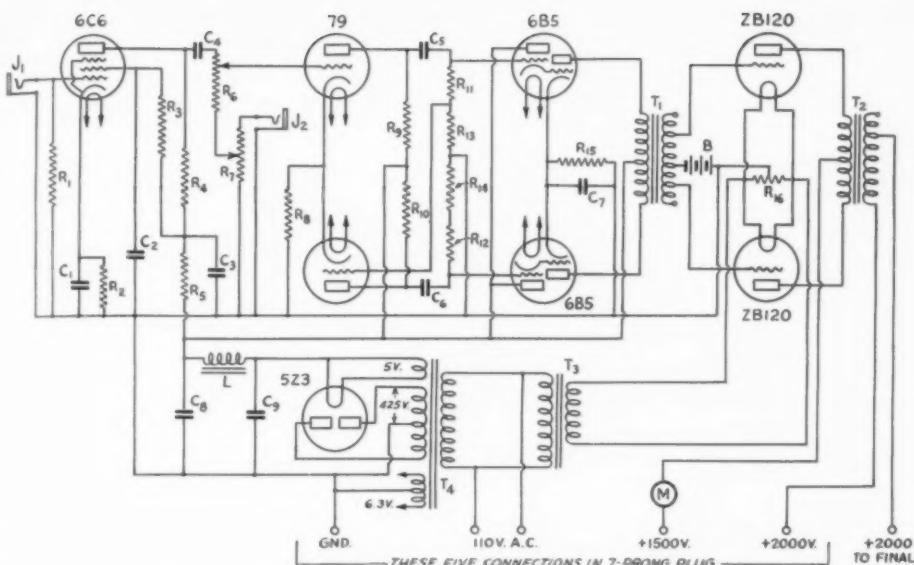 6C6
79
6B5
ZB120
J1
C4
C5
R6
J2
R3
R4
R7
R9
R11
R13
T1
B
T2
R15
R1
R8
R10
R14
C7
R16
C2
C1
R2
R5
C3
R12
C6
6B5
ZB120
L
5Z3
5V.
425V.
T3
C8
C9
T4
6.3V.
M
GND.
110V. A.C.
+1500V.
+2000V.
+2000
TO FINAL
THESE FIVE CONNECTIONS IN 7-PRONG PLUG